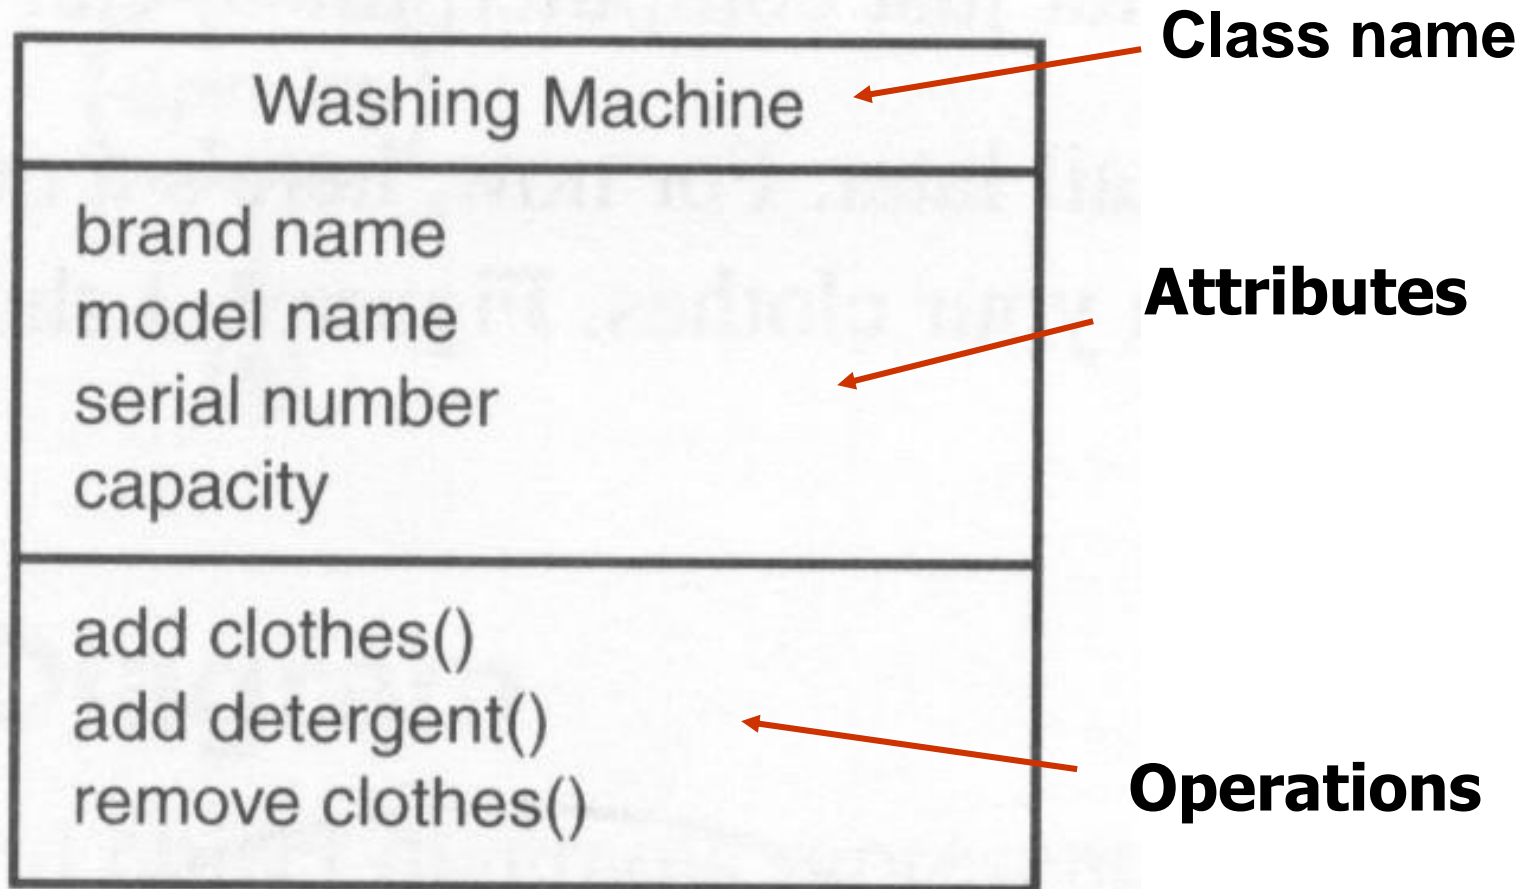 Class name
Washing Machine
brand name
model name
serial number
capacity
Attributes
add clothes()
add detergent()
remove clothes()
Operations